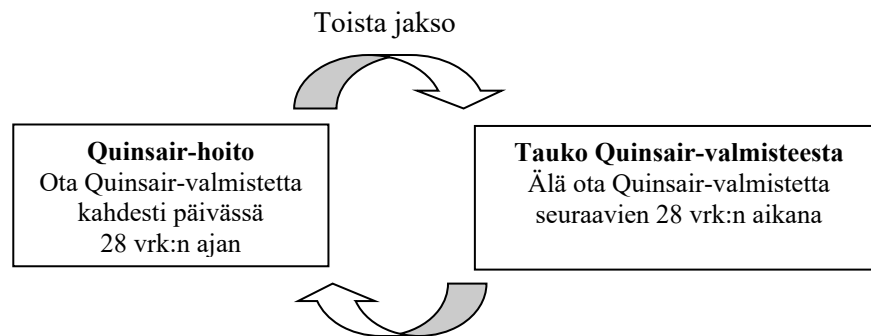 Toista jakso
Quinsair-hoito
Ota Quinsair-valmistetta
kahdesti päivässä
28 vrk:n ajan
Tauko Quinsair-valmisteesta
Älä ota Quinsair-valmistetta
seuraavien 28 vrk:n aikana